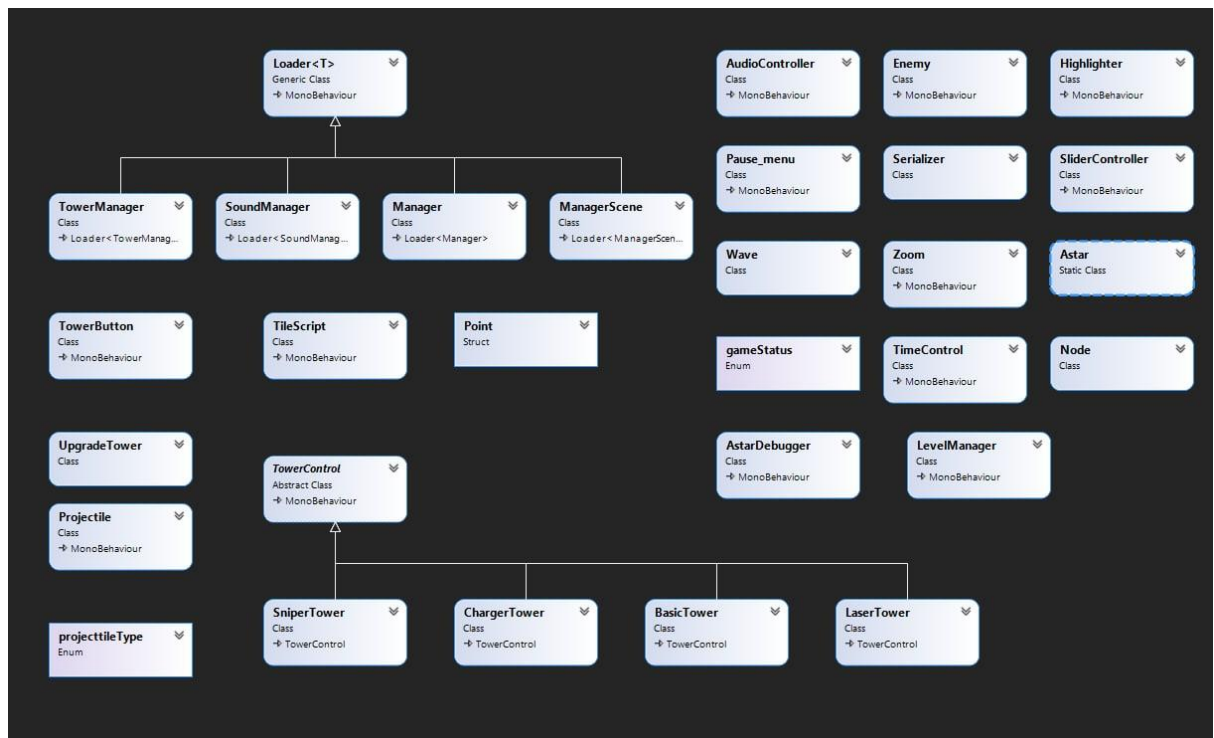 Loader<T>
Generic Class
MonoBehaviour
TowerManager
Class
Loader<TowerManag...
SoundManager
Class
Loader<SoundManag...
Manager
Class
Loader<Manager>
ManagerScene
Class
Loader<ManagerScen...
TowerButton
Class
MonoBehaviour
TileScript
Class
MonoBehaviour
Point
Struct
UpgradeTower
Class
Projectile
Class
MonoBehaviour
projecttileType
Enum
TowerControl
Abstract Class
MonoBehaviour
SniperTower
Class
TowerControl
ChargerTower
Class
TowerControl
BasicTower
Class
TowerControl
LaserTower
Class
TowerControl
AudioController
Class
MonoBehaviour
Enemy
Class
MonoBehaviour
Highlighter
Class
MonoBehaviour
Pause_menu
Class
MonoBehaviour
Serializer
Class
SliderController
Class
MonoBehaviour
Wave
Class
Zoom
Class
MonoBehaviour
Astar
Static Class
gameStatus
Enum
TimeControl
Class
MonoBehaviour
Node
Class
AstarDebugger
Class
MonoBehaviour
LevelManager
Class
MonoBehaviour